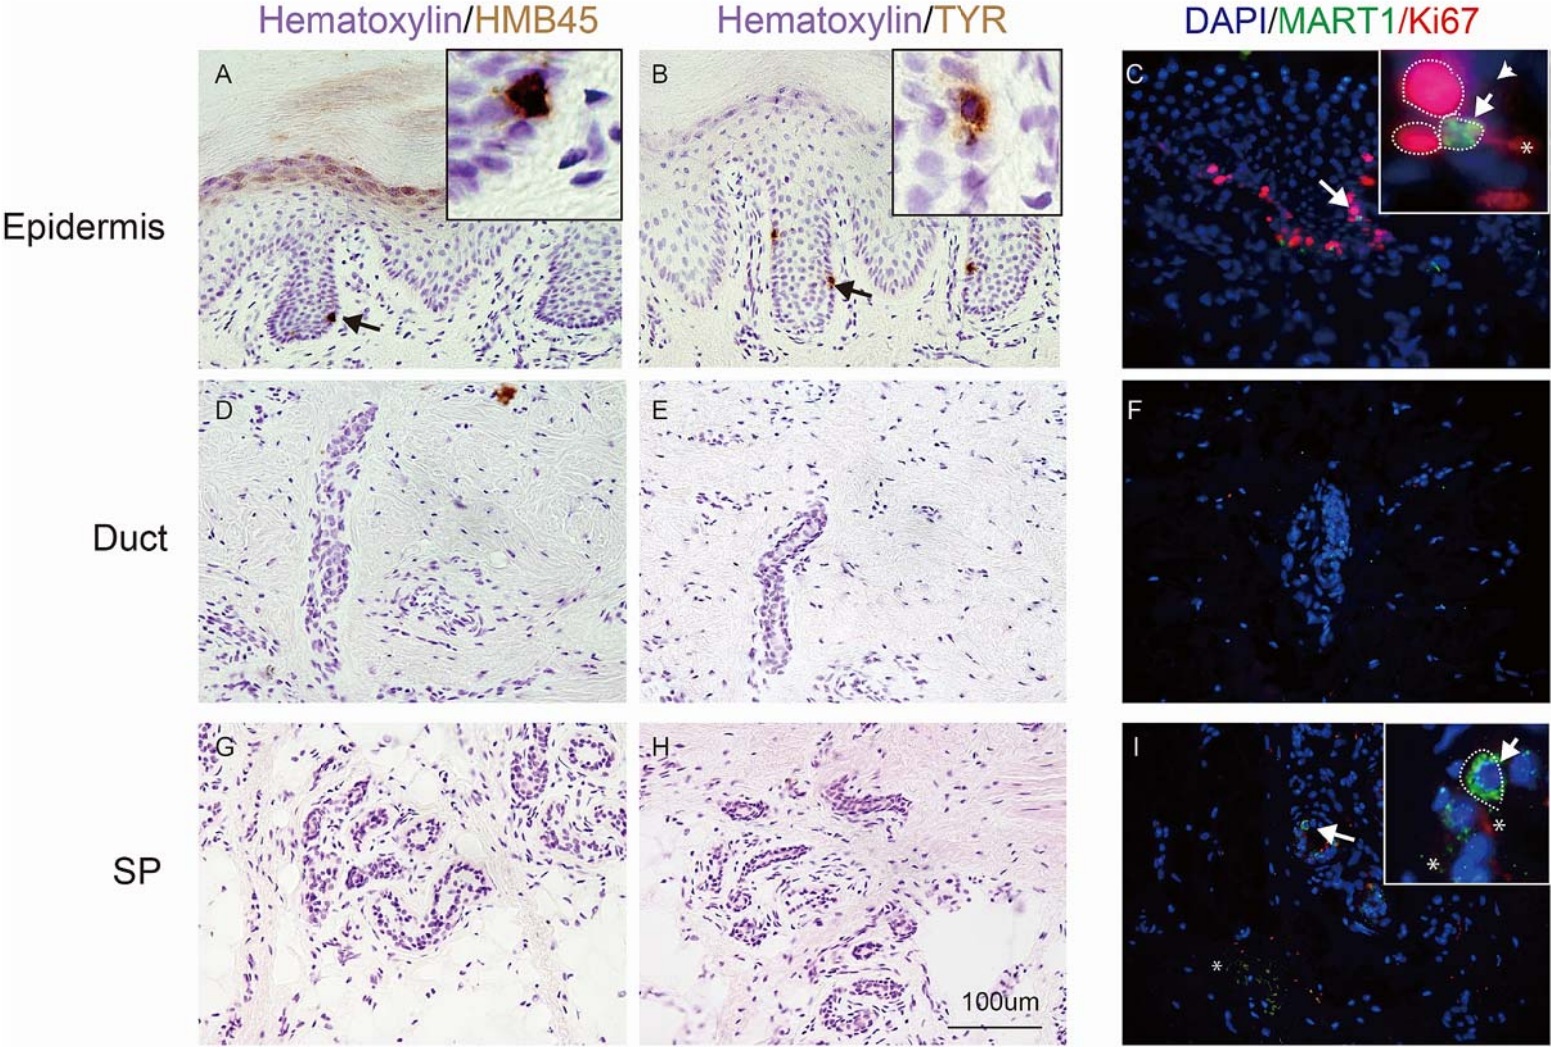 Hematoxylin/HMB45
Hematoxylin/TYR
DAPI/MART1/Ki67
Epidermis
A
B
C
*
Duct
D
E
F
SP
G
H
I
*
*
*
100um